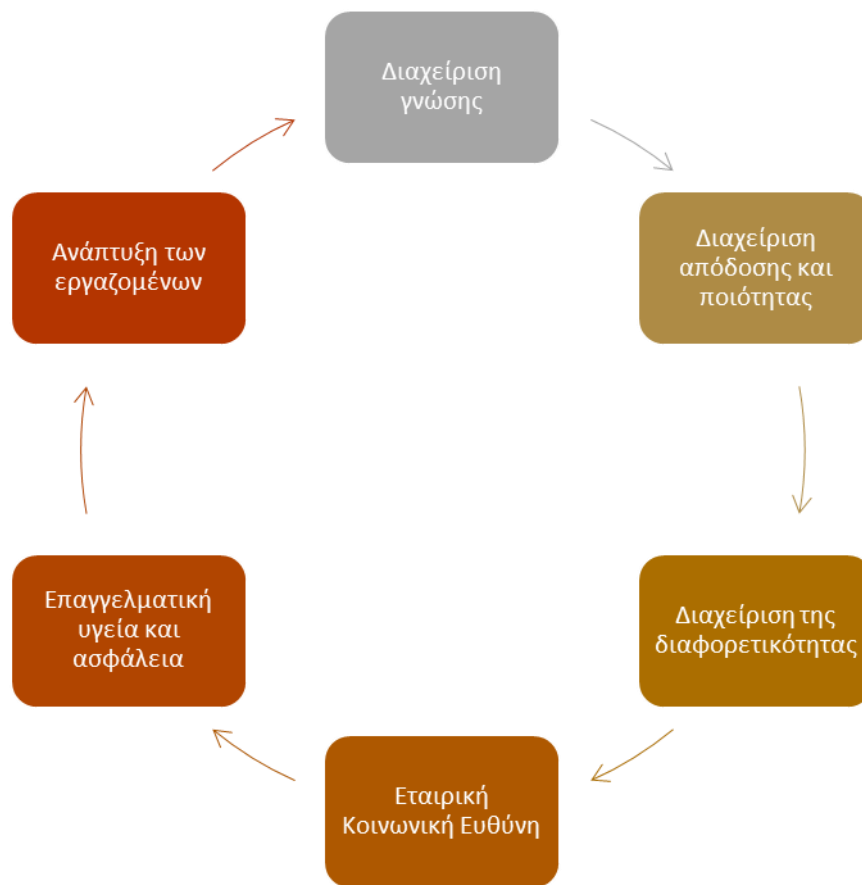 Διαχείριση
γνώσης
Διαχείριση
απόδοσης και
ποιότητας
Διαχείριση της
διαφορετικότητας
Εταιρική
Κοινωνική Ευθύνη
Επαγγελματική
υγεία και
ασφάλεια
Ανάπτυξη των
εργαζομένων